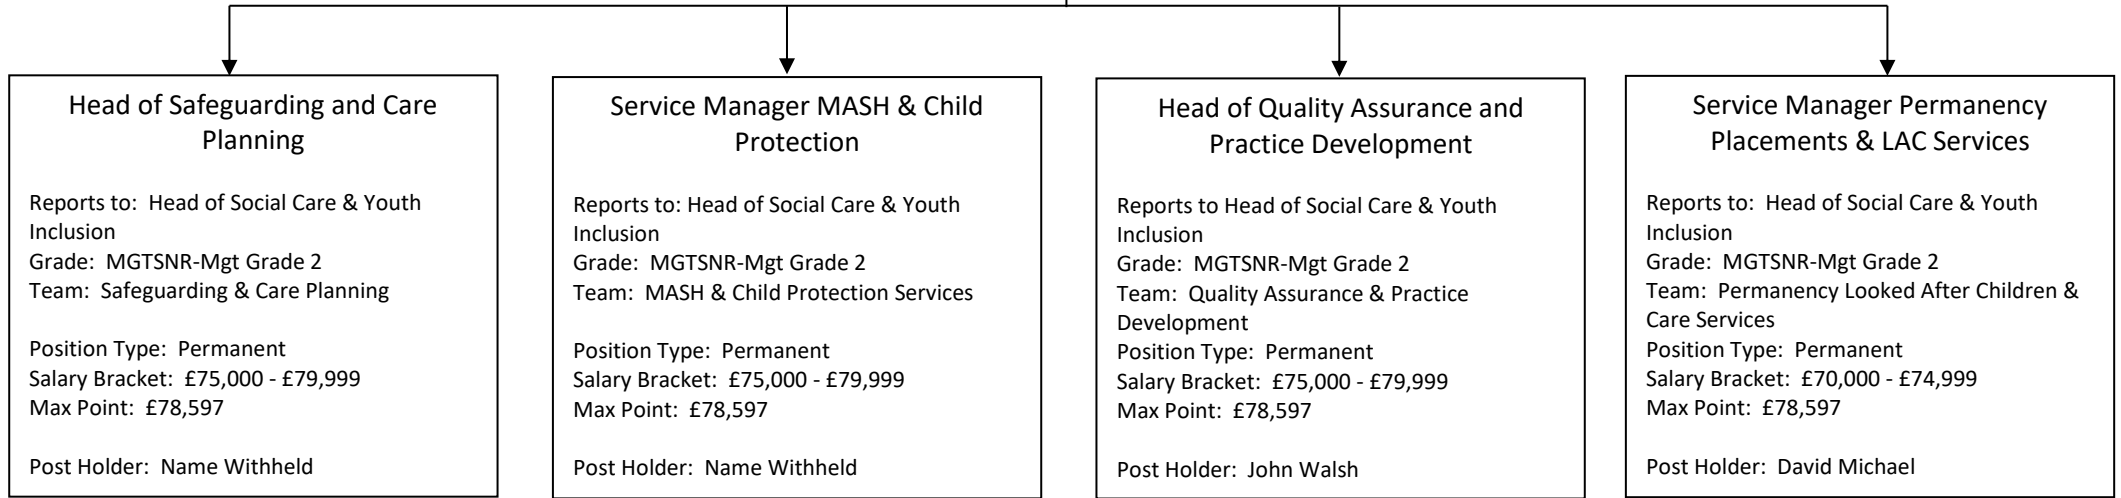 Head of Safeguarding and Care
Planning
Reports to:  Head of Social Care & Youth
Inclusion
Grade:  MGTSNR-Mgt Grade 2
Team:  Safeguarding & Care Planning
Position Type:  Permanent
Salary Bracket:  £75,000 - £79,999
Max Point:  £78,597
Post Holder:  Name Withheld
Service Manager MASH & Child
Protection
Reports to: Head of Social Care & Youth
Inclusion
Grade:  MGTSNR-Mgt Grade 2
Team:  MASH & Child Protection Services
Position Type:  Permanent
Salary Bracket:  £75,000 - £79,999
Max Point:  £78,597
Post Holder:  Name Withheld
Head of Quality Assurance and
Practice Development
Reports to Head of Social Care & Youth
Inclusion
Grade:  MGTSNR-Mgt Grade 2
Team:  Quality Assurance & Practice
Development
Position Type:  Permanent
Salary Bracket:  £75,000 - £79,999
Max Point:  £78,597
Post Holder:  John Walsh
Service Manager Permanency
Placements & LAC Services
Reports to:  Head of Social Care & Youth
Inclusion
Grade:  MGTSNR-Mgt Grade 2
Team:  Permanency Looked After Children &
Care Services
Position Type:  Permanent
Salary Bracket:  £70,000 - £74,999
Max Point:  £78,597
Post Holder:  David Michael